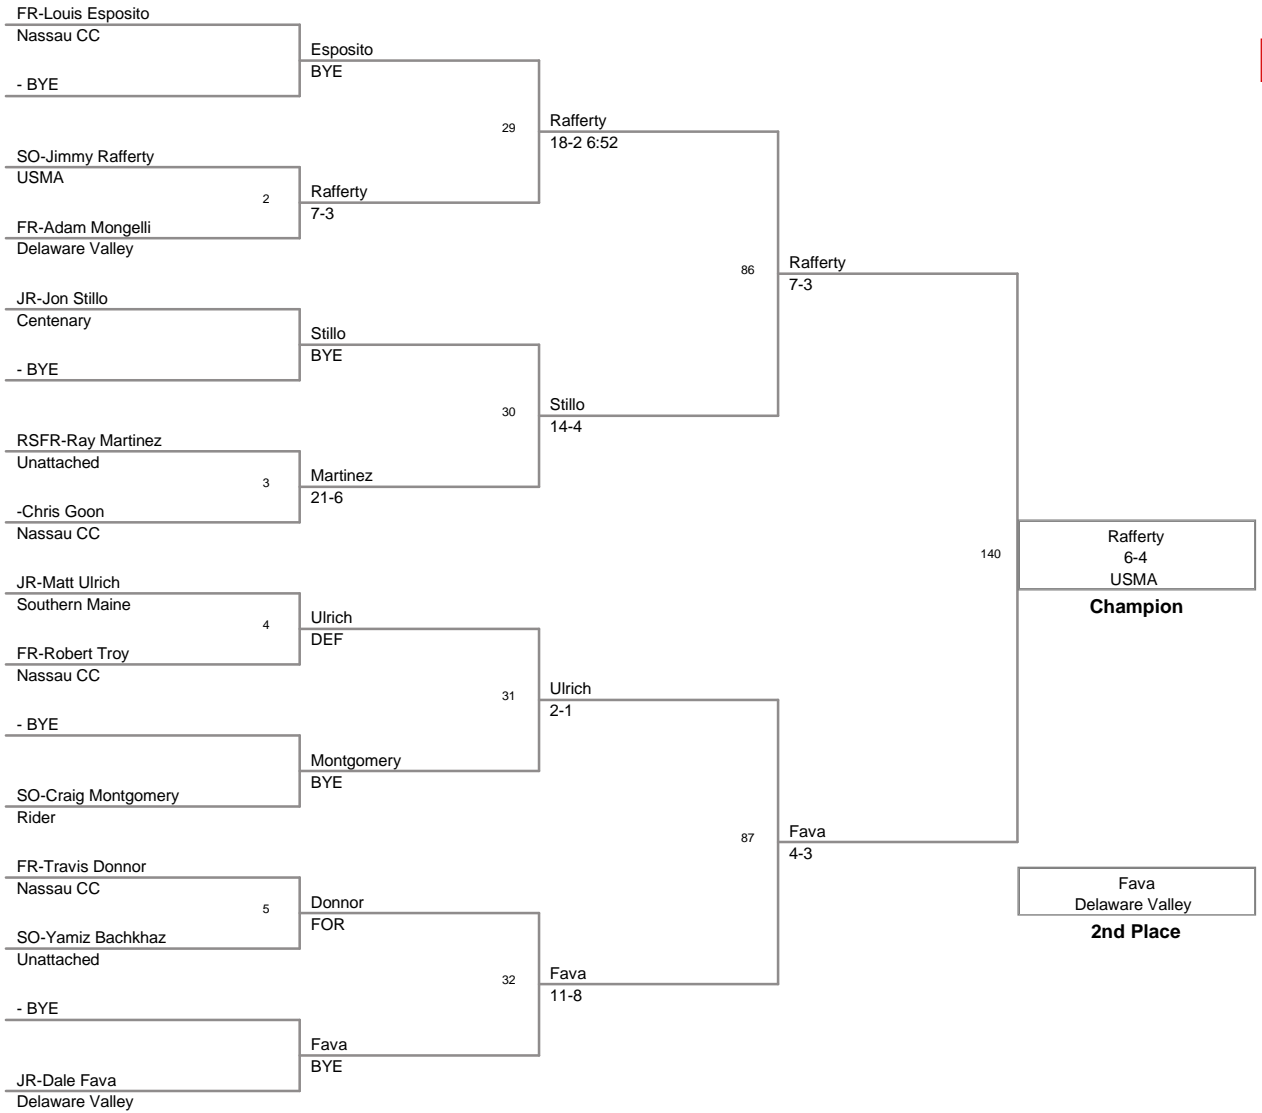 FR-Louis Esposito
Nassau CC
- BYE
SO-Jimmy Rafferty
USMA
2
FR-Adam Mongelli
Delaware Valley
JR-Jon Stillo
Centenary
- BYE
RSFR-Ray Martinez
Unattached
3
-Chris Goon
Nassau CC
JR-Matt Ulrich
Southern Maine
4
FR-Robert Troy
Nassau CC
- BYE
SO-Craig Montgomery
Rider
FR-Travis Donnor
Nassau CC
5
SO-Yamiz Bachkhaz
Unattached
- BYE
JR-Dale Fava
Delaware Valley
Esposito
BYE
29
Rafferty
7-3
Stillo
BYE
30
Martinez
21-6
Ulrich
DEF
31
Montgomery
BYE
Donnor
FOR
32
Fava
BYE
Rafferty
18-2 6:52
86
Stillo
14-4
Ulrich
2-1
87
Fava
11-8
Rafferty
7-3
140
Fava
4-3
Rafferty
6-4
USMA
Champion
Fava
Delaware Valley
2nd Place